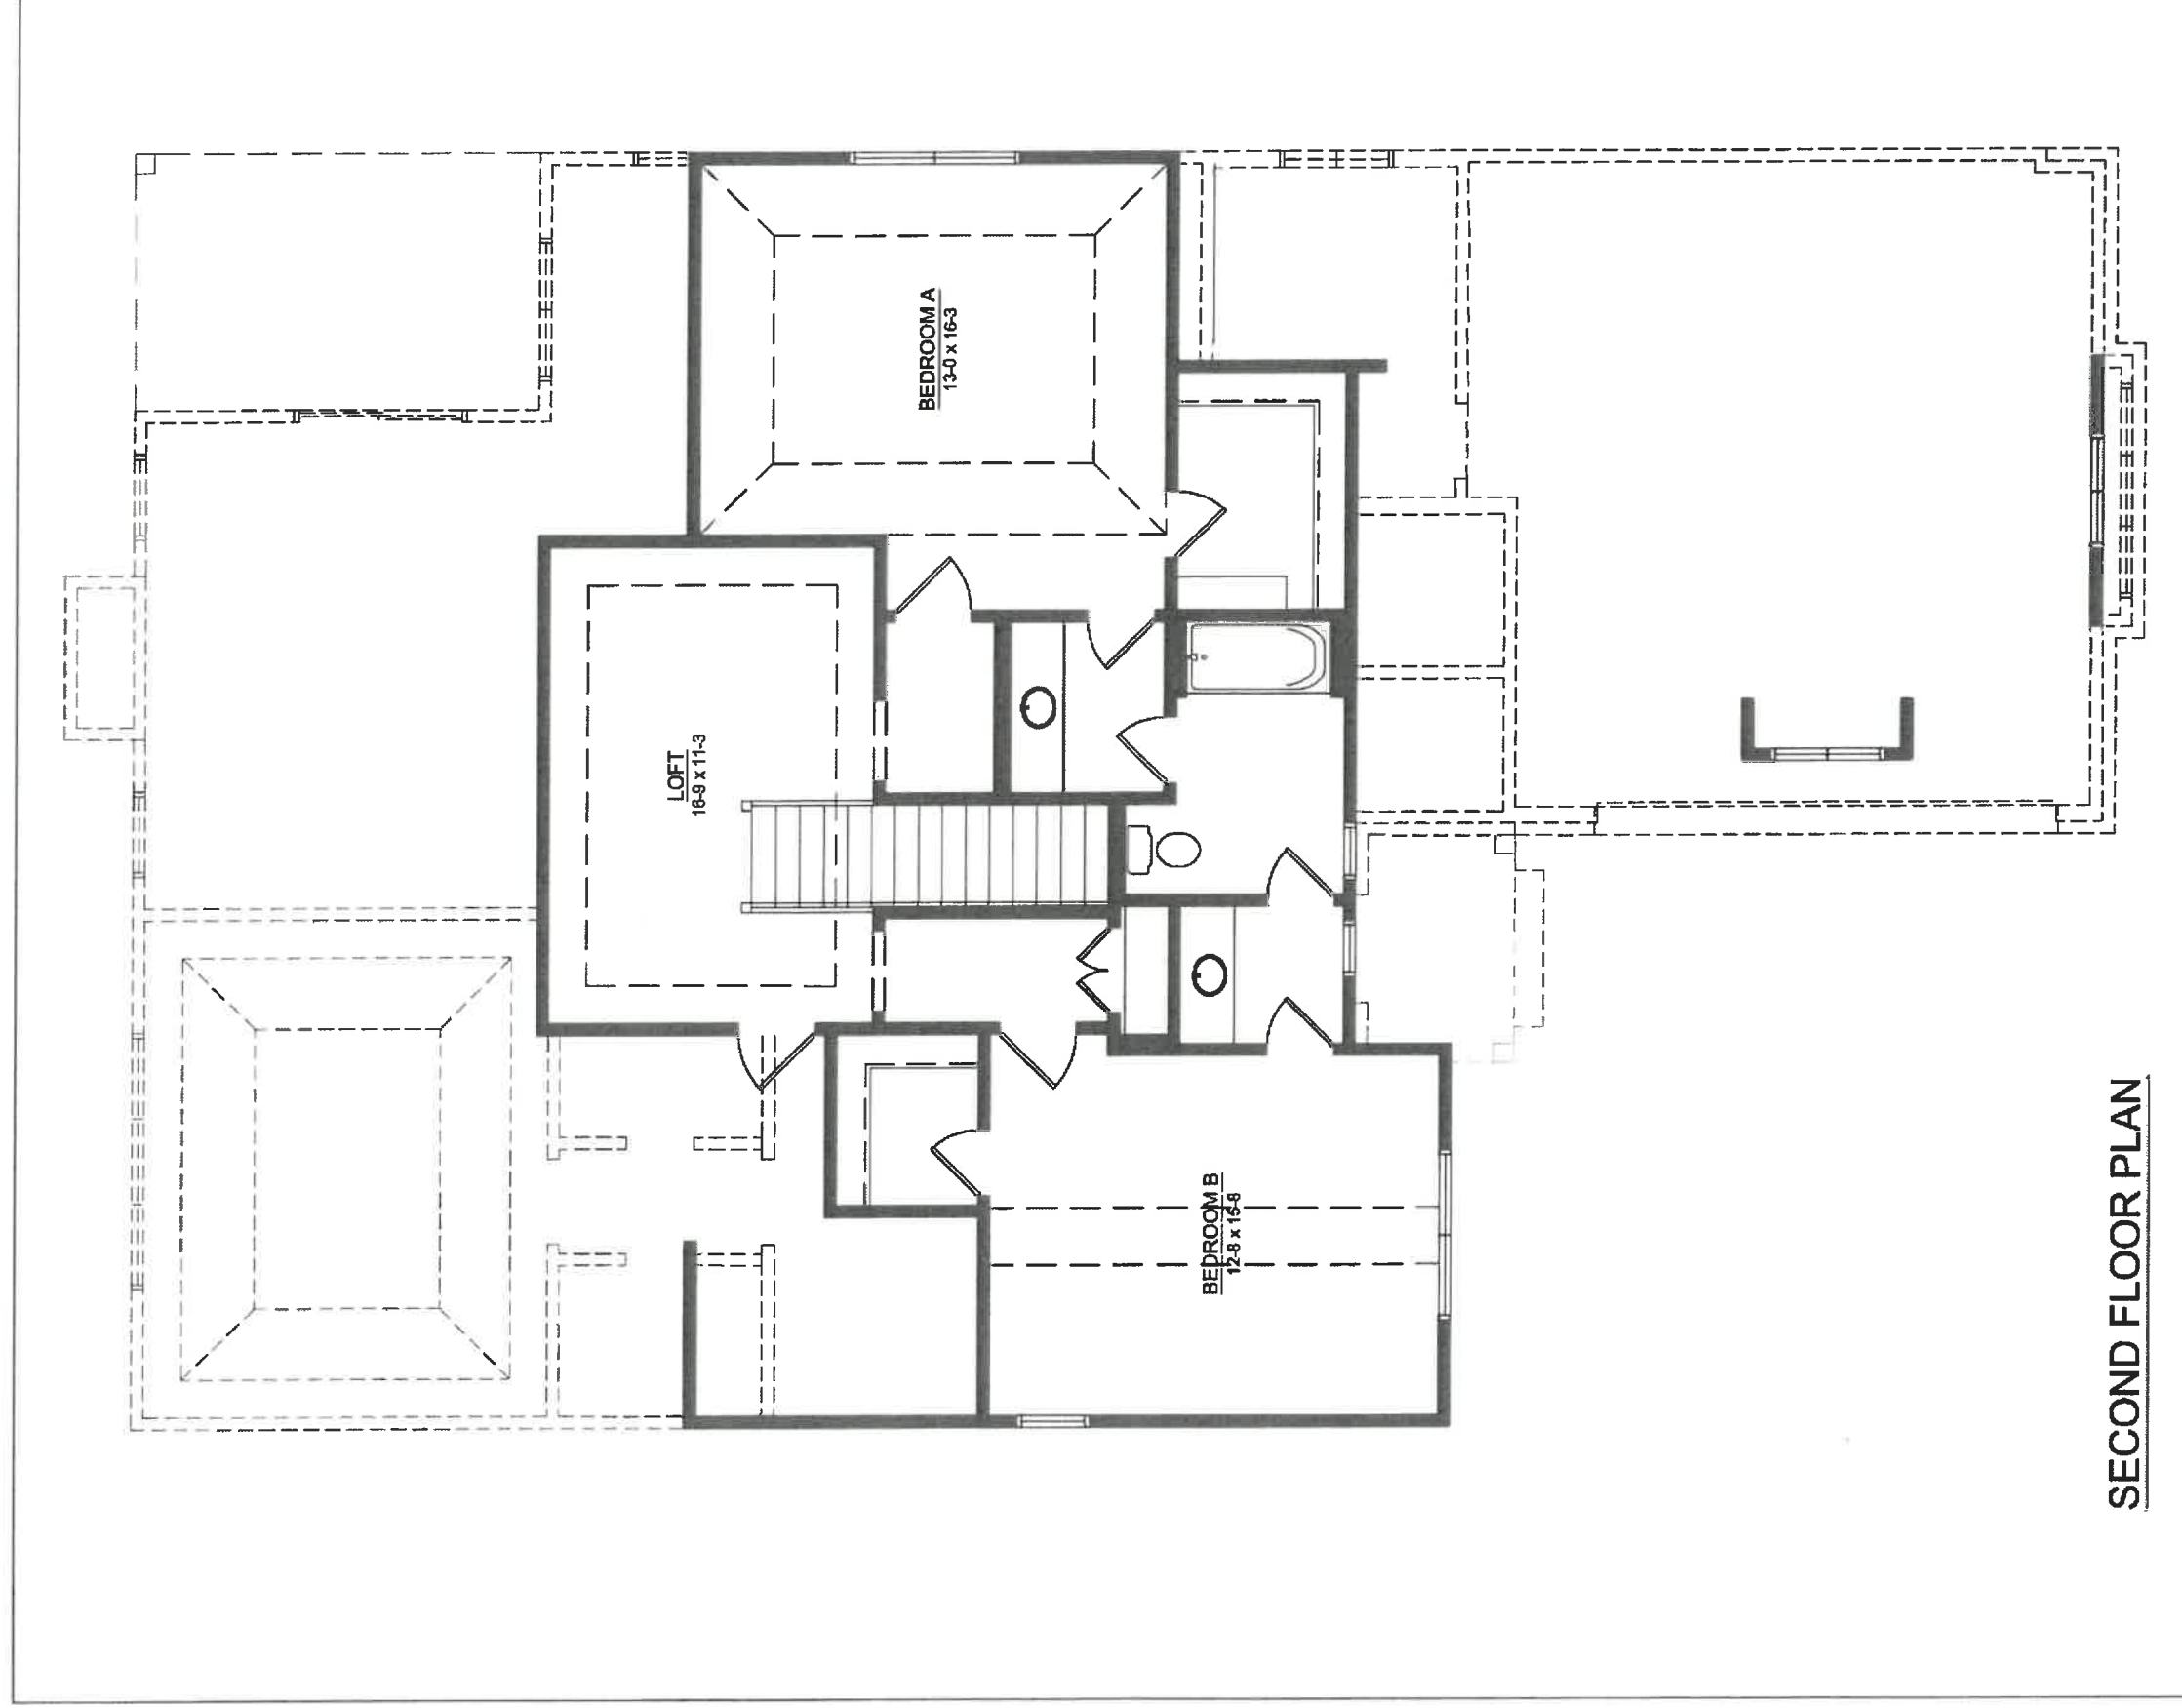 BEDROOM A
13-0 x 16-3
LOFT
16-9 x 11-3
BEDROOM B
12-8 x 15-8
SECOND FLOOR PLAN